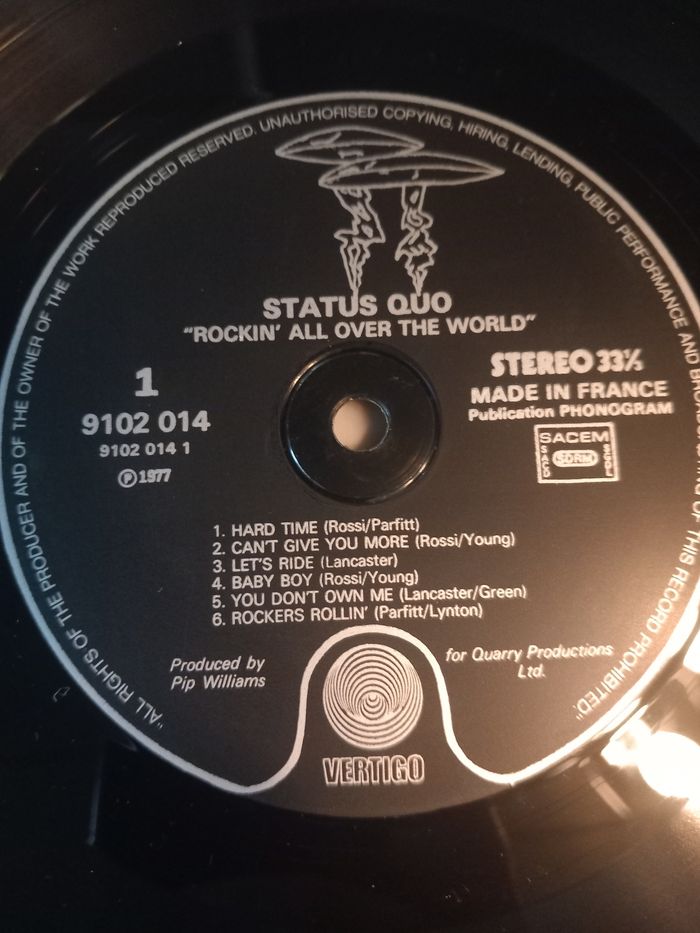 "ALL RIGHTS OF THE PRODUCER AND OF THE OWNER OF THE WORK REPRODUCED RESERVED. UNAUTHORISED COPYING, HIRING, LENDING, PUBLIC PERFORMANCE AND BROADCASTING OF THIS RECORD PROHIBITED."
STATUS QUO
"ROCKIN' ALL OVER THE WORLD"
1
9102 014
9102 014 1
Ⓟ 1977
STEREO 33⅓
MADE IN FRANCE
Publication PHONOGRAM
SACEM
SACD
SDRM
SGDL
1. HARD TIME (Rossi/Parfitt)
2. CAN'T GIVE YOU MORE (Rossi/Young)
3. LET'S RIDE (Lancaster)
4. BABY BOY (Rossi/Young)
5. YOU DON'T OWN ME (Lancaster/Green)
6. ROCKERS ROLLIN' (Parfitt/Lynton)
Produced by
Pip Williams
for Quarry Productions
Ltd.
VERTIGO